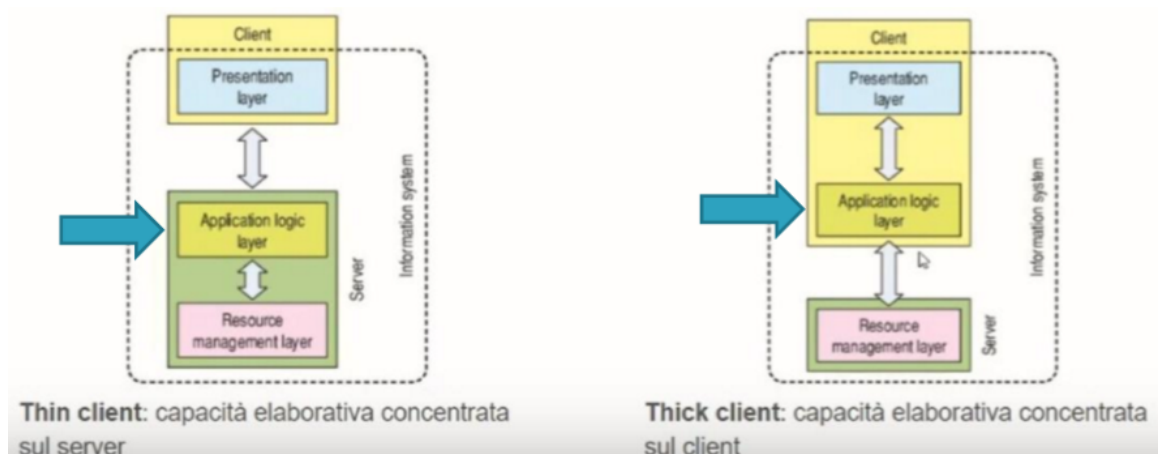 Client
Presentation
layer
Application logic
layer
Resource
management layer
Server
Information system
Thin client: capacità elaborativa concentrata
sul server
Client
Presentation
layer
Application logic
layer
Resource
management layer
Server
Information system
Thick client: capacità elaborativa concentrata
sul client